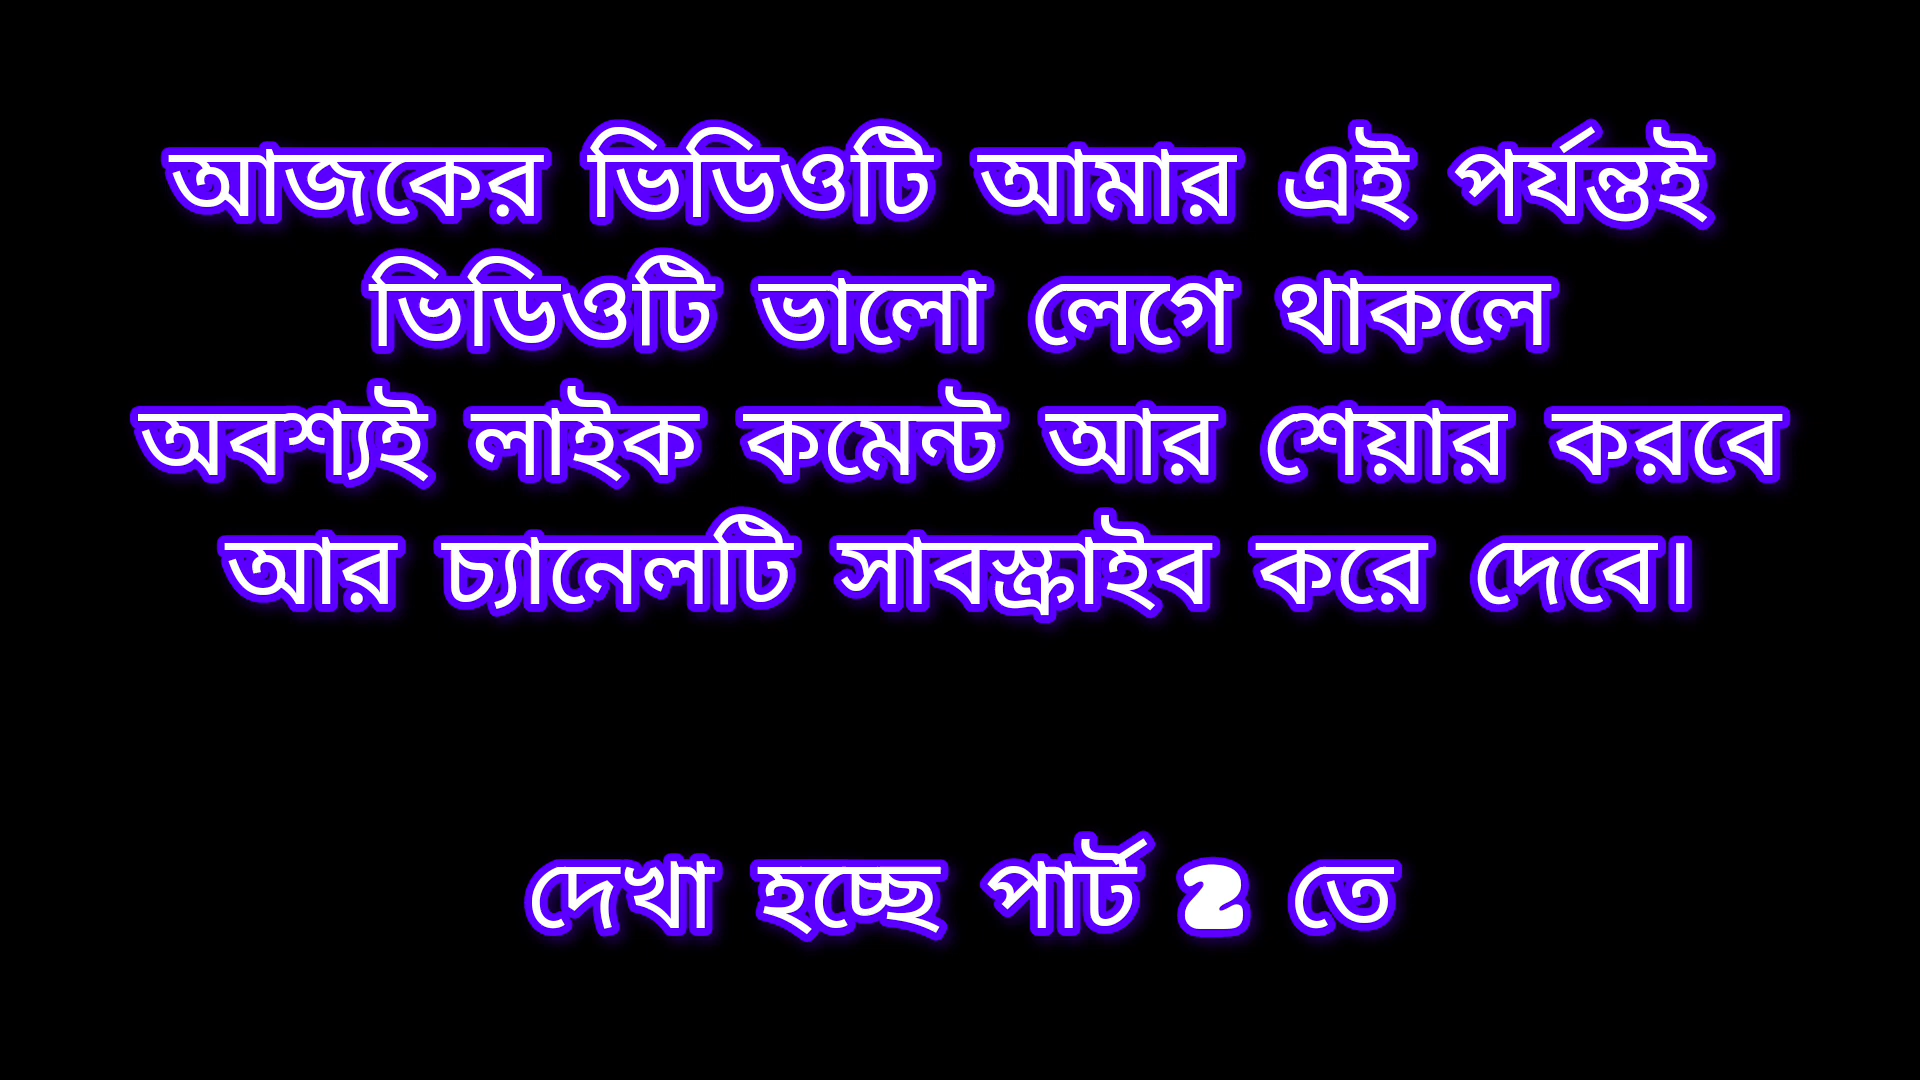 আজকের ভিডিওটি আমার এই পর্যন্তই
ভিডিওটি ভালো লেগে থাকলে
অবশ্যই লাইক কমেন্ট আর শেয়ার করবে
আর চ্যানেলটি সাবস্ক্রাইব করে দেবে।
দেখা হচ্ছে পার্ট 2 তে